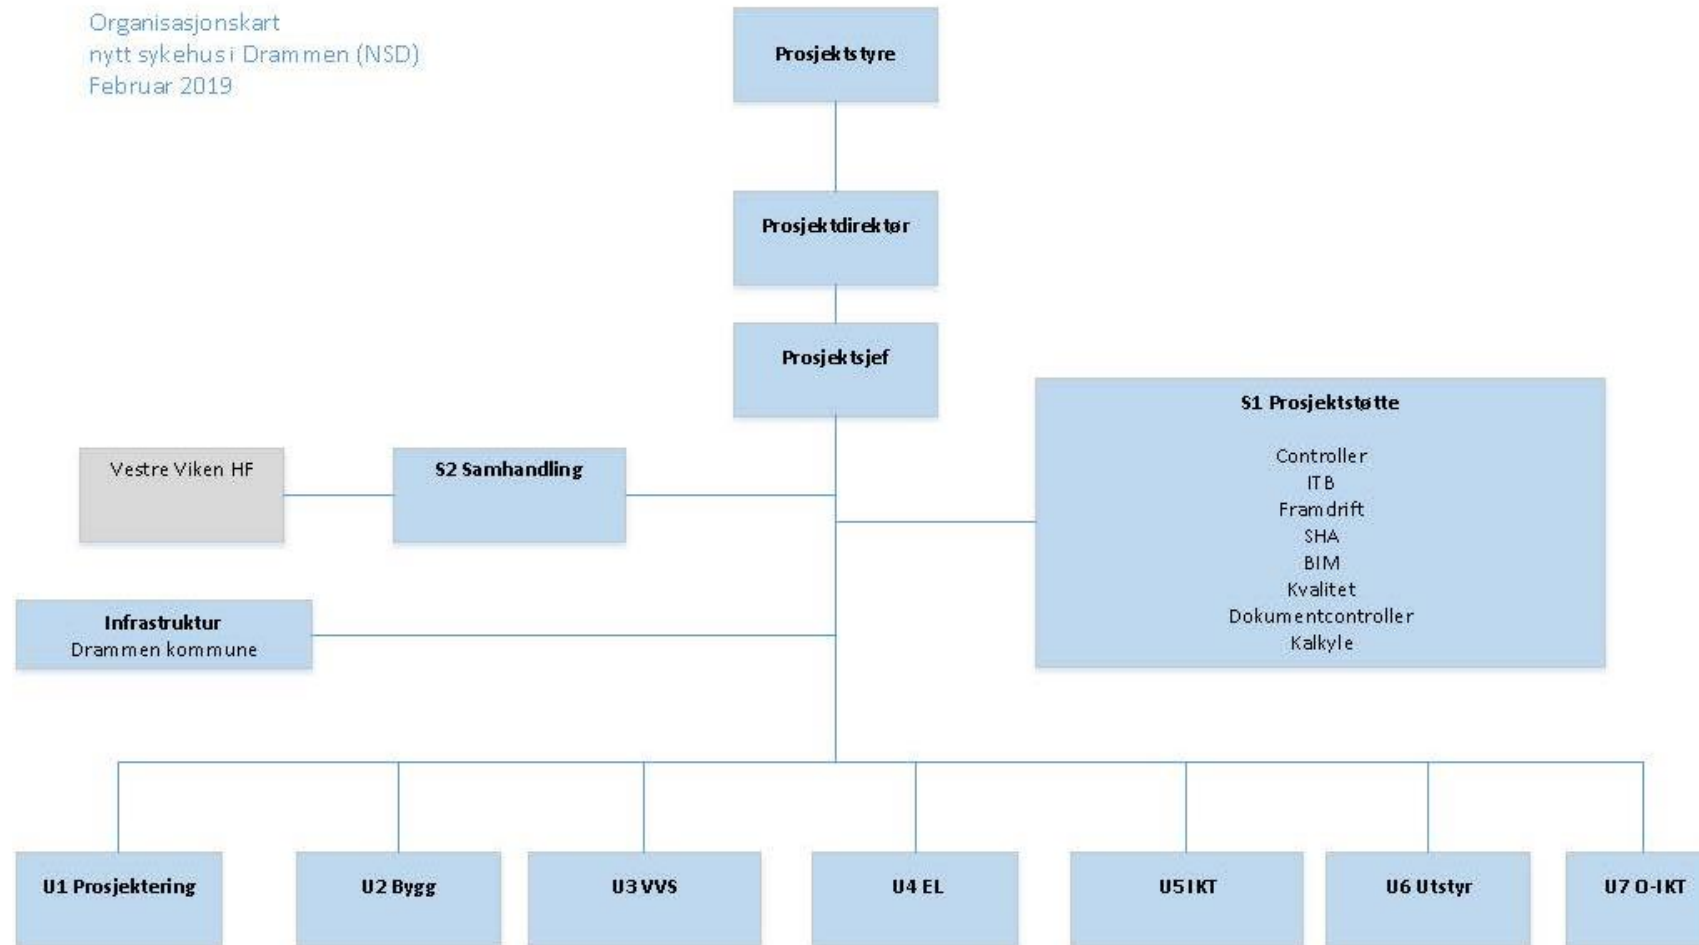 Organisasjonskart
nytt sykehus i Drammen (NSD)
Februar 2019
Prosjektstyre
Prosjektdirektør
Prosjektsjef
S1 Prosjektstøtte
Controller
ITB
Framdrift
SHA
BIM
Kvalitet
Dokumentcontroller
Kalkyle
Vestre Viken HF
S2 Samhandling
Infrastruktur
Drammen kommune
U1 Prosjektering
U2 Bygg
U3 VVS
U4 EL
U5 IKT
U6 Utstyr
U7 O-IKT